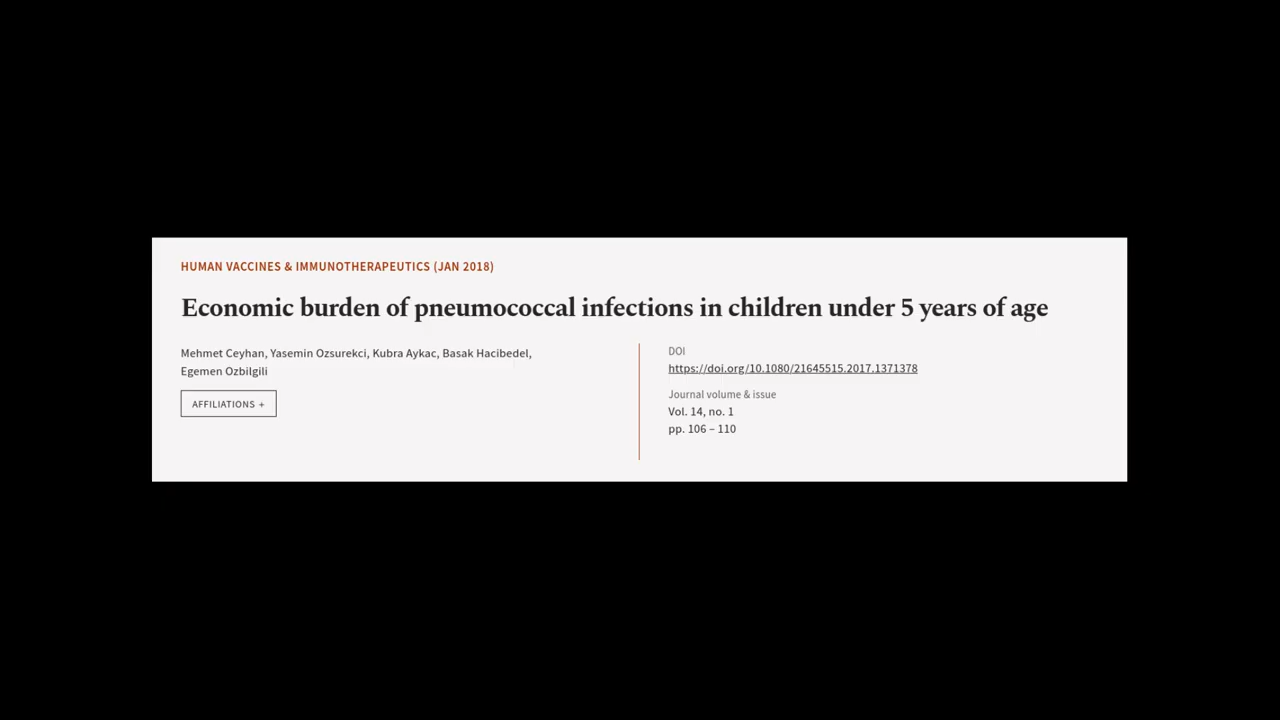 HUMAN VACCINES & IMMUNOTHERAPEUTICS (JAN 2018)
Economic burden of pneumococcal infections in children under 5 years of age
Mehmet Ceyhan, Yasemin Ozsurekci, Kubra Aykac, Basak Hacibedel,
Egemen Ozbilgili
AFFILIATIONS +
DOI
https://doi.org/10.1080/21645515.2017.1371378
Journal volume & issue
Vol. 14, no. 1
pp. 106 – 110